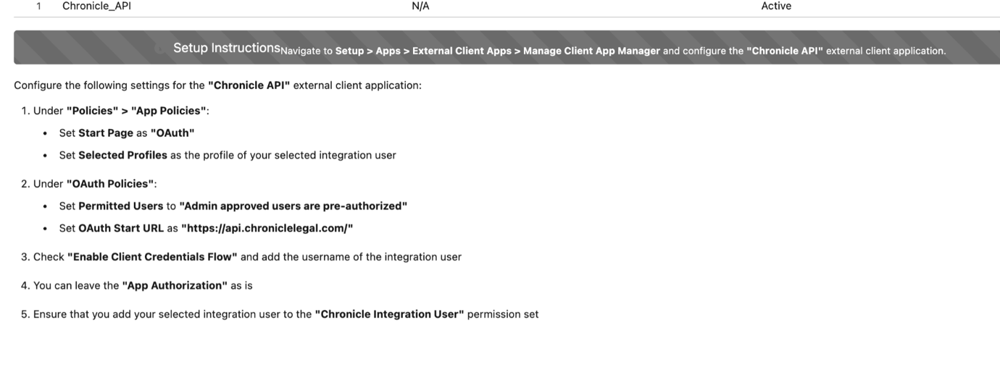 1 Chronicle_API N/A Active
Setup Instructions Navigate to Setup > Apps > External Client Apps > Manage Client App Manager and configure the "Chronicle API" external client application.
Configure the following settings for the "Chronicle API" external client application:
1. Under "Policies" > "App Policies":
• Set Start Page as "OAuth"
• Set Selected Profiles as the profile of your selected integration user
2. Under "OAuth Policies":
• Set Permitted Users to "Admin approved users are pre-authorized"
• Set OAuth Start URL as "https://api.chroniclelegal.com/"
3. Check "Enable Client Credentials Flow" and add the username of the integration user
4. You can leave the "App Authorization" as is
5. Ensure that you add your selected integration user to the "Chronicle Integration User" permission set